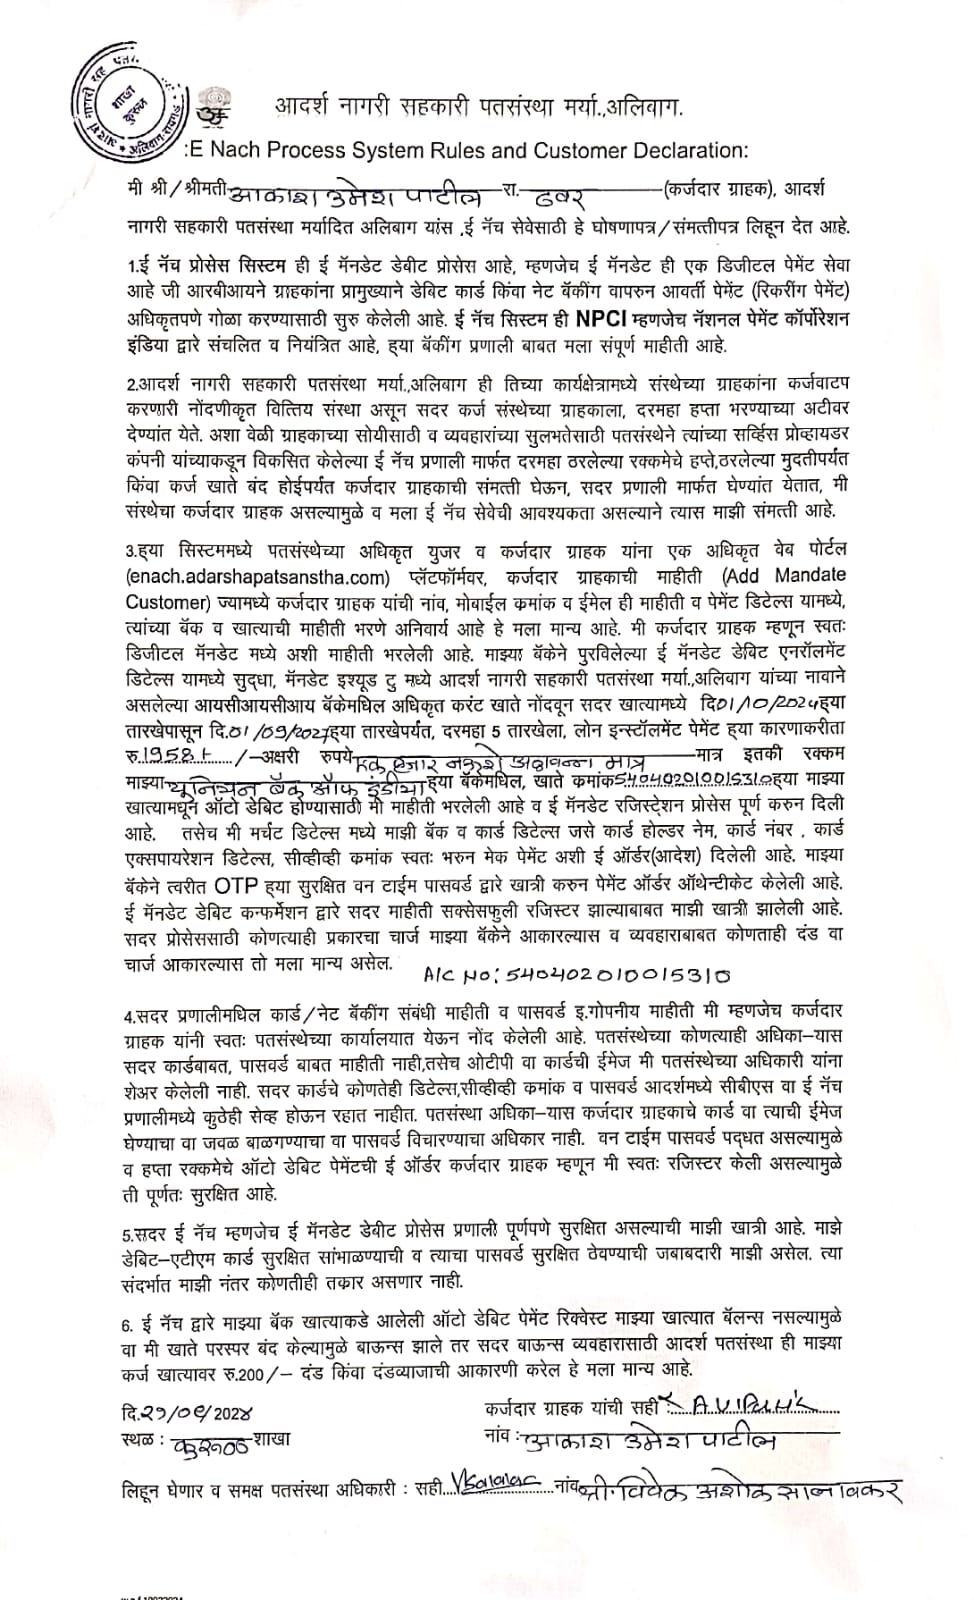 आदर्श नागरी सहकारी पतसंस्था मर्या.,अलिबाग.
शाखा
कुरुळ
:E Nach Process System Rules and Customer Declaration:
मी श्री/श्रीमती आकाश उमेश पाटील रा. ढवर (कर्जदार ग्राहक), आदर्श
नागरी सहकारी पतसंस्था मर्यादित अलिबाग यांस ,ई नॅच सेवेसाठी हे घोषणापत्र/संमत्तीपत्र लिहून देत आहे.
1.ई नॅच प्रोसेस सिस्टम ही ई मॅनडेट डेबीट प्रोसेस आहे, म्हणजेच ई मॅनडेट ही एक डिजीटल पेमेंट सेवा
आहे जी आरबीआयने ग्राहकांना प्रामुख्याने डेबिट कार्ड किंवा नेट बॅकींग वापरुन आवर्ती पेमेंट (रिकरींग पेमेंट)
अधिकृतपणे गोळा करण्यासाठी सुरु केलेली आहे. ई नॅच सिस्टम ही NPCI म्हणजेच नॅशनल पेमेंट कॉर्पोरेशन
इंडिया द्वारे संचलित व नियंत्रित आहे, हया बॅकींग प्रणाली बाबत मला संपूर्ण माहीती आहे.
2.आदर्श नागरी सहकारी पतसंस्था मर्या.,अलिबाग ही तिच्या कार्यक्षेत्रामध्ये संस्थेच्या ग्राहकांना कर्जवाटप
करणारी नोंदणीकृत वित्तिय संस्था असून सदर कर्ज संस्थेच्या ग्राहकाला, दरमहा हप्ता भरण्याच्या अटीवर
देण्यांत येते. अशा वेळी ग्राहकाच्या सोयीसाठी व व्यवहारांच्या सुलभतेसाठी पतसंस्थेने त्यांच्या सर्व्हिस प्रोव्हायडर
कंपनी यांच्याकडून विकसित केलेल्या ई नॅच प्रणाली मार्फत दरमहा ठरलेल्या रक्कमेचे हप्ते,ठरलेल्या मुदतीपर्यंत
किंवा कर्ज खाते बंद होईपर्यंत कर्जदार ग्राहकाची संमत्ती घेऊन, सदर प्रणाली मार्फत घेण्यांत येतात, मी
संस्थेचा कर्जदार ग्राहक असल्यामुळे व मला ई नॅच सेवेची आवश्यकता असल्याने त्यास माझी संमत्ती आहे.
3.हया सिस्टममध्ये पतसंस्थेच्या अधिकृत युजर व कर्जदार ग्राहक यांना एक अधिकृत वेब पोर्टल
(enach.adarshapatsanstha.com) प्लॅटफॉर्मवर, कर्जदार ग्राहकाची माहीती (Add Mandate
Customer) ज्यामध्ये कर्जदार ग्राहक यांची नांव, मोबाईल कमांक व ईमेल ही माहीती व पेमेंट डिटेल्स यामध्ये,
त्यांच्या बॅक व खात्याची माहीती भरणे अनिवार्य आहे हे मला मान्य आहे. मी कर्जदार ग्राहक म्हणून स्वतः
डिजीटल मॅनडेट मध्ये अशी माहीती भरलेली आहे. माझ्या बॅकेने पुरविलेल्या ई मॅनडेट डेबिट एनरॉलमेंट
डिटेल्स यामध्ये सुद्धा, मॅनडेट इश्यूड टु मध्ये आदर्श नागरी सहकारी पतसंस्था मर्या.,अलिबाग यांच्या नावाने
असलेल्या आयसीआयसीआय बॅकेमधिल अधिकृत करंट खाते नोंदवून सदर खात्यामध्ये दि.01/10/2024हया
तारखेपासून दि.01/09/2027हया तारखेपर्यंत, दरमहा 5 तारखेला, लोन इन्स्टॉलमेंट पेमेंट हया कारणाकरीता
रु.1958/- /-अक्षरी रुपये एक हजार नऊशे अठ्ठावन्न मात्र मात्र इतकी रक्कम
माझ्या युनियन बँक ऑफ इंडिया हया बॅकेमधिल, खाते कमांक 540402010015310 हया माझ्या
खात्यामधून ऑटो डेबिट होण्यासाठी मी माहीती भरलेली आहे व ई मॅनडेट रजिस्ट्रेशन प्रोसेस पूर्ण करुन दिली
आहे. तसेच मी मर्चंट डिटेल्स मध्ये माझी बॅक व कार्ड डिटेल्स जसे कार्ड होल्डर नेम, कार्ड नंबर , कार्ड
एक्सपायरेशन डिटेल्स, सीव्हीव्ही कमांक स्वतः भरुन मेक पेमेंट अशी ई ऑर्डर(आदेश) दिलेली आहे. माझ्या
बॅकेने त्वरीत OTP हया सुरक्षित वन टाईम पासवर्ड द्वारे खात्री करुन पेमेंट ऑर्डर ऑथेन्टीकेट केलेली आहे.
ई मॅनडेट डेबिट कन्फर्मेशन द्वारे सदर माहीती सक्सेसफुली रजिस्टर झाल्याबाबत माझी खात्री झालेली आहे.
सदर प्रोसेससाठी कोणत्याही प्रकारचा चार्ज माझ्या बॅकेने आकारल्यास व व्यवहाराबाबत कोणताही दंड वा
चार्ज आकारल्यास तो मला मान्य असेल. A/C No: 540402010015310
4.सदर प्रणालीमधिल कार्ड/नेट बॅकींग संबंधी माहीती व पासवर्ड इ.गोपनीय माहीती मी म्हणजेच कर्जदार
ग्राहक यांनी स्वतः पतसंस्थेच्या कार्यालयात येऊन नोंद केलेली आहे. पतसंस्थेच्या कोणत्याही अधिका-यास
सदर कार्डबाबत, पासवर्ड बाबत माहीती नाही,तसेच ओटीपी वा कार्डची ईमेज मी पतसंस्थेच्या अधिकारी यांना
शेअर केलेली नाही. सदर कार्डचे कोणतेही डिटेल्स,सीव्हीव्ही कमांक व पासवर्ड आदर्शमध्ये सीबीएस वा ई नॅच
प्रणालीमध्ये कुठेही सेव्ह होऊन रहात नाहीत. पतसंस्था अधिका-यास कर्जदार ग्राहकाचे कार्ड वा त्याची ईमेज
घेण्याचा वा जवळ बाळगण्याचा वा पासवर्ड विचारण्याचा अधिकार नाही. वन टाईम पासवर्ड पद्धत असल्यामुळे
व हप्ता रक्कमेचे ऑटो डेबिट पेमेंटची ई ऑर्डर कर्जदार ग्राहक म्हणून मी स्वतः रजिस्टर केली असल्यामुळे
ती पूर्णतः सुरक्षित आहे.
5.सदर ई नॅच म्हणजेच ई मॅनडेट डेबीट प्रोसेस प्रणाली पूर्णपणे सुरक्षित असल्याची माझी खात्री आहे. माझे
डेबिट-एटीएम कार्ड सुरक्षित सांभाळण्याची व त्याचा पासवर्ड सुरक्षित ठेवण्याची जबाबदारी माझी असेल. त्या
संदर्भात माझी नंतर कोणतीही तकार असणार नाही.
6. ई नॅच द्वारे माझ्या बॅक खात्याकडे आलेली ऑटो डेबिट पेमेंट रिक्वेस्ट माझ्या खात्यात बॅलन्स नसल्यामुळे
वा मी खाते परस्पर बंद केल्यामुळे बाऊन्स झाले तर सदर बाऊन्स व्यवहारासाठी आदर्श पतसंस्था ही माझ्या
कर्ज खात्यावर रु.200/- दंड किंवा दंडव्याजाची आकारणी करेल हे मला मान्य आहे.
दि.21/09/2024 कर्जदार ग्राहक यांची सही
स्थळ : कुरुळ शाखा नांव :- आकाश उमेश पाटील
लिहून घेणार व समक्ष पतसंस्था अधिकारी : सही नांव श्री. विवेक अशोक सानावकर